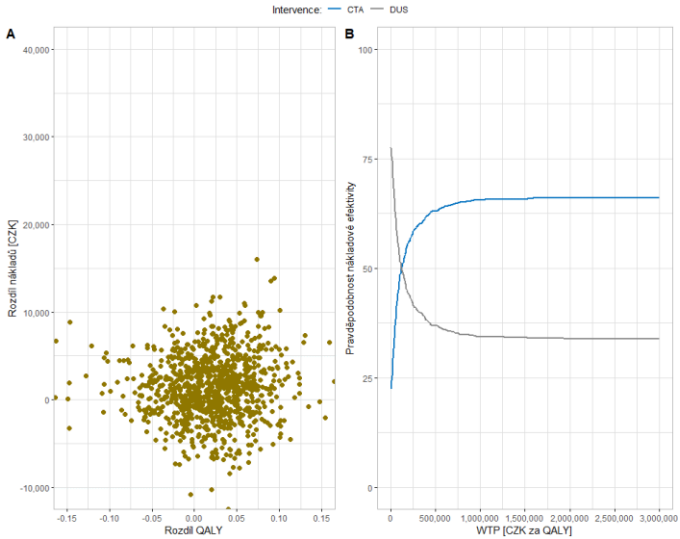 Intervence: CTA DUS
A
40,000
30,000
20,000
10,000
0
-10,000
Rozdíl nákladů [CZK]
-0.15 -0.10 -0.05 0.00 0.05 0.10 0.15
Rozdíl QALY
B
100
75
50
25
0
Pravděpodobnost nákladové efektivity
0 500,000 1,000,000 1,500,000 2,000,000 2,500,000 3,000,000
WTP [CZK za QALY]